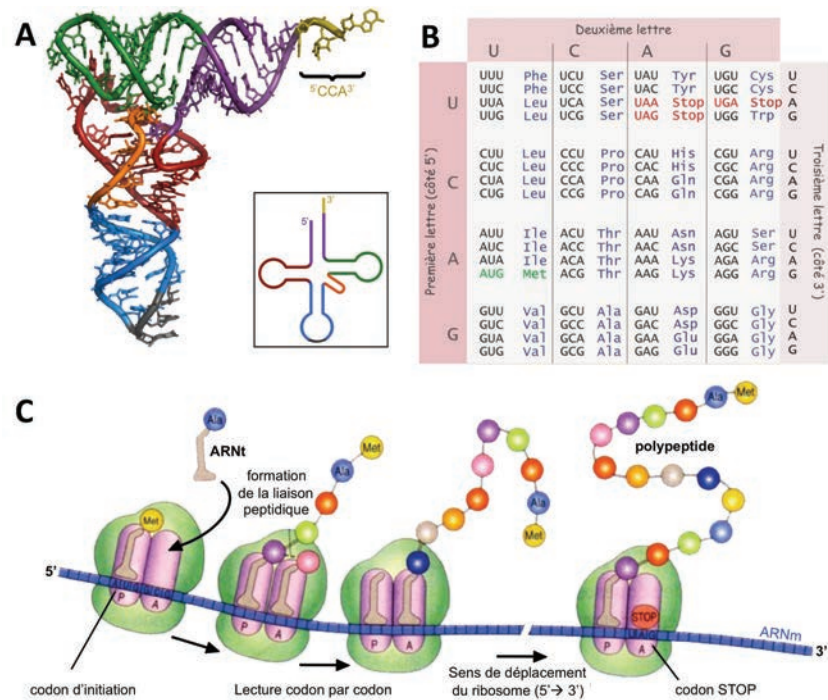 A
5'CCA3'
3'
5'
B
Deuxième lettre
U C A G
Première lettre (côté 5')
Troisième lettre (côté 3')
U
UUU Phe UCU Ser UAU Tyr UGU Cys U
UUC Phe UCC Ser UAC Tyr UGC Cys C
UUA Leu UCA Ser UAA Stop UGA Stop A
UUG Leu UCG Ser UAG Stop UGG Trp G
C
CUU Leu CCU Pro CAU His CGU Arg U
CUC Leu CCC Pro CAC His CGC Arg C
CUA Leu CCA Pro CAA Gln CGA Arg A
CUG Leu CCG Pro CAG Gln CGG Arg G
A
AUU Ile ACU Thr AAU Asn AGU Ser U
AUC Ile ACC Thr AAC Asn AGC Ser C
AUA Ile ACA Thr AAA Lys AGA Arg A
AUG Met ACG Thr AAG Lys AGG Arg G
G
GUU Val GCU Ala GAU Asp GGU Gly U
GUC Val GCC Ala GAC Asp GGC Gly C
GUA Val GCA Ala GAA Glu GGA Gly A
GUG Val GCG Ala GAG Glu GGG Gly G
C
Ala
ARNt
formation
de la liaison
peptidique
Met
Ala
Met
Ala
Met
Ala
Met
polypeptide
5'
P A
P A
P A
STOP
P A
ARNm
3'
codon d'initiation
Lecture codon par codon
Sens de déplacement
du ribosome (5'→ 3')
codon STOP